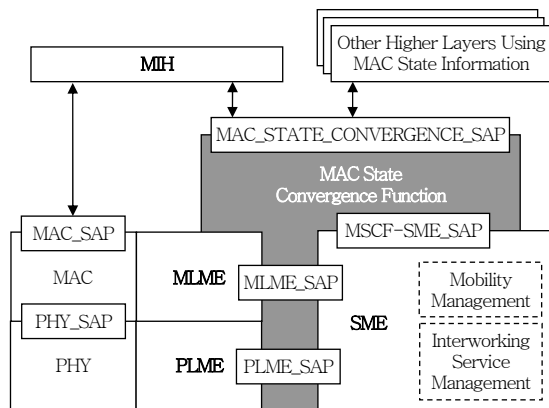 Other Higher Layers Using
MAC State Information
MIH
MAC_STATE_CONVERGENCE_SAP
MAC State
Convergence Function
MAC_SAP
MSCF-SME_SAP
MAC
MLME
MLME_SAP
Mobility
Management
PHY_SAP
SME
PHY
PLME
PLME_SAP
Interworking
Service
Management